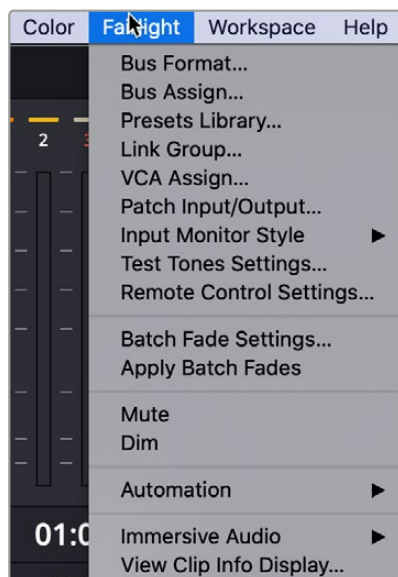 Color Fairlight Workspace Help
Bus Format...
Bus Assign...
2
Presets Library...
Link Group...
VCA Assign...
Patch Input/Output...
Input Monitor Style
Test Tones Settings...
Remote Control Settings...
Batch Fade Settings...
Apply Batch Fades
Mute
Dim
Automation
01:0
Immersive Audio
View Clip Info Display...